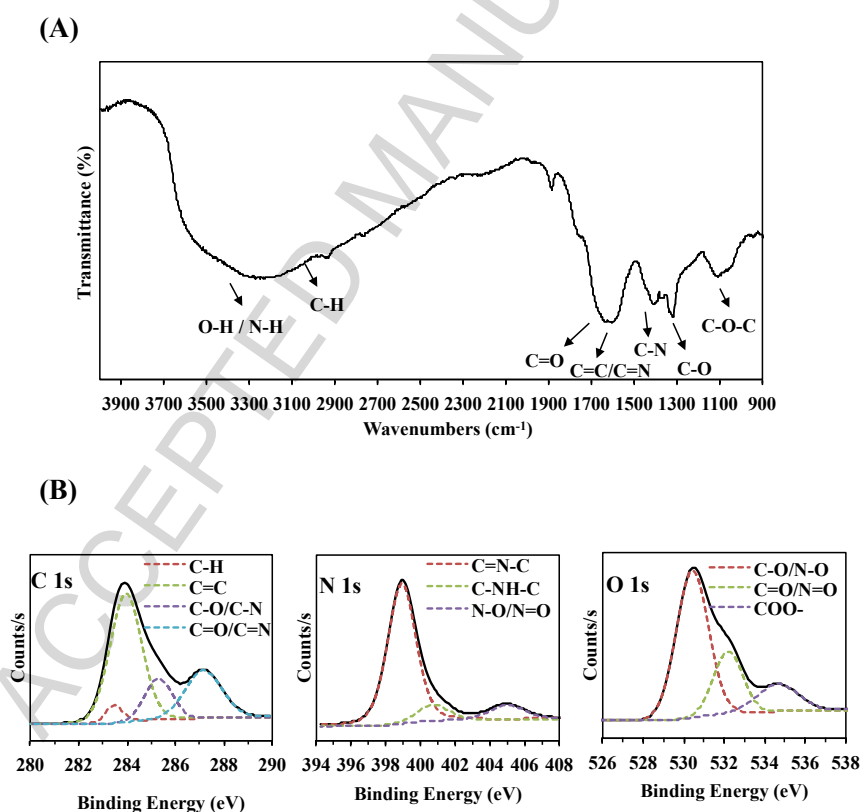 (A)
Transmittance (%)
O-H / N-H
C-H
C=O
C=C/C=N
C-N
C-O
C-O-C
3900 3700 3500 3300 3100 2900 2700 2500 2300 2100 1900 1700 1500 1300 1100 900
Wavenumbers (cm-1)
ACCEPTED MANU
(B)
C 1s
C-H
C=C
C-O/C-N
C=O/C=N
Counts/s
280 282 284 286 288 290
Binding Energy (eV)
N 1s
C=N-C
C-NH-C
N-O/N=O
Counts/s
394 396 398 400 402 404 406 408
Binding Energy (eV)
O 1s
C-O/N-O
C=O/N=O
COO-
Counts/s
526 528 530 532 534 536 538
Binding Energy (eV)